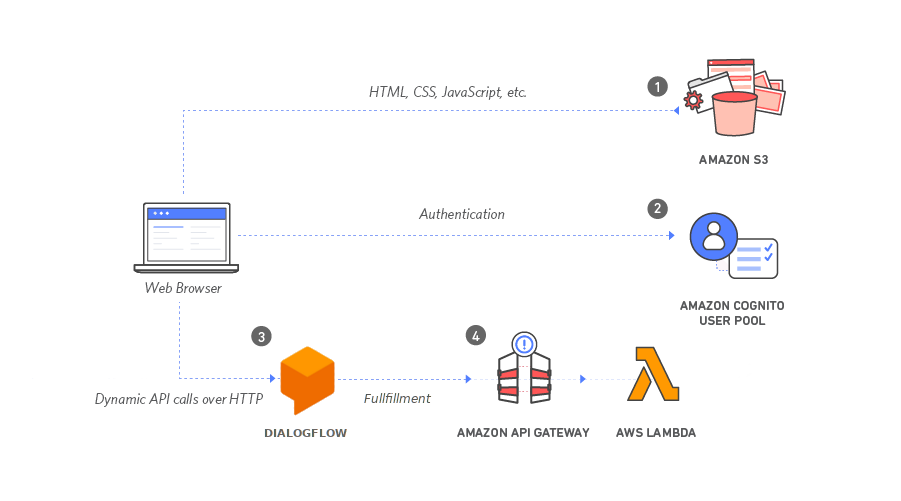 HTML, CSS, JavaScript, etc.
1
AMAZON S3
Authentication
2
Web Browser
AMAZON COGNITO
USER POOL
3
4
Dynamic API calls over HTTP
Fullfillment
DIALOGFLOW
AMAZON API GATEWAY
AWS LAMBDA